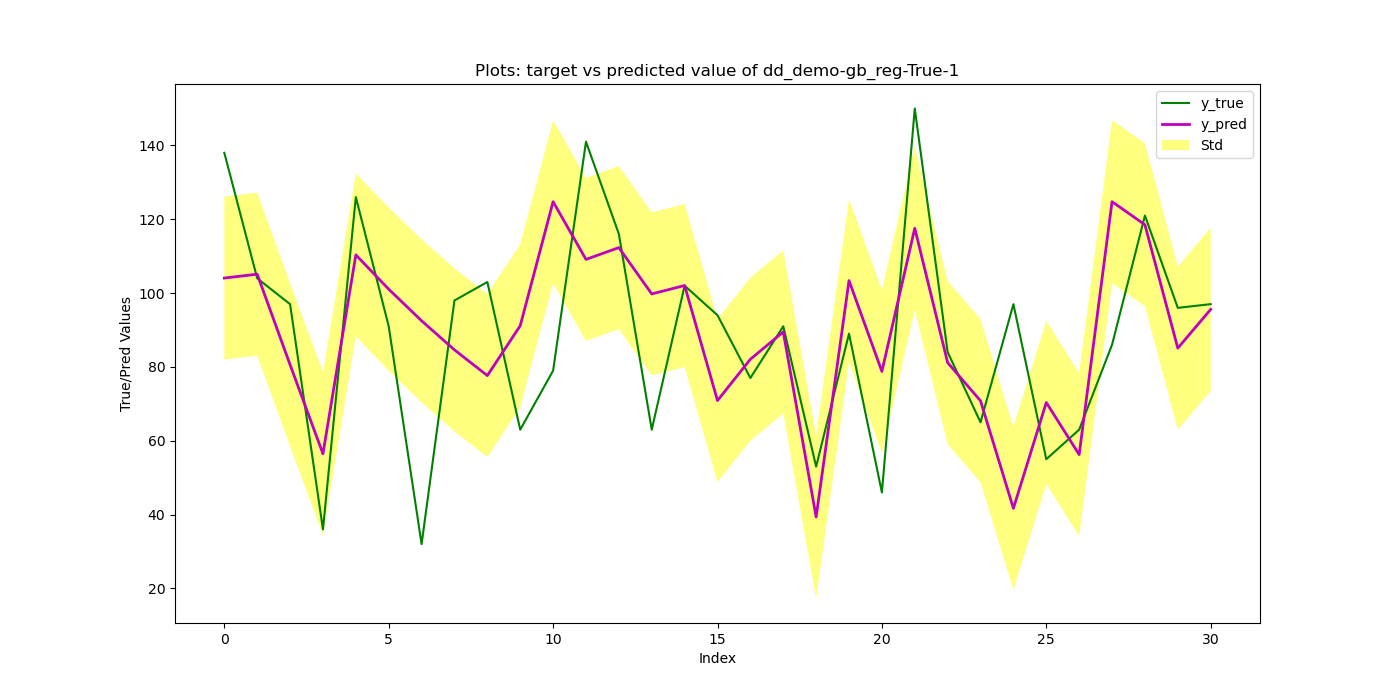 Plots: target vs predicted value of dd_demo-gb_reg-True-1
y_true
y_pred
Std
True/Pred Values
140
120
100
80
60
40
20
0 5 10 15 20 25 30
Index